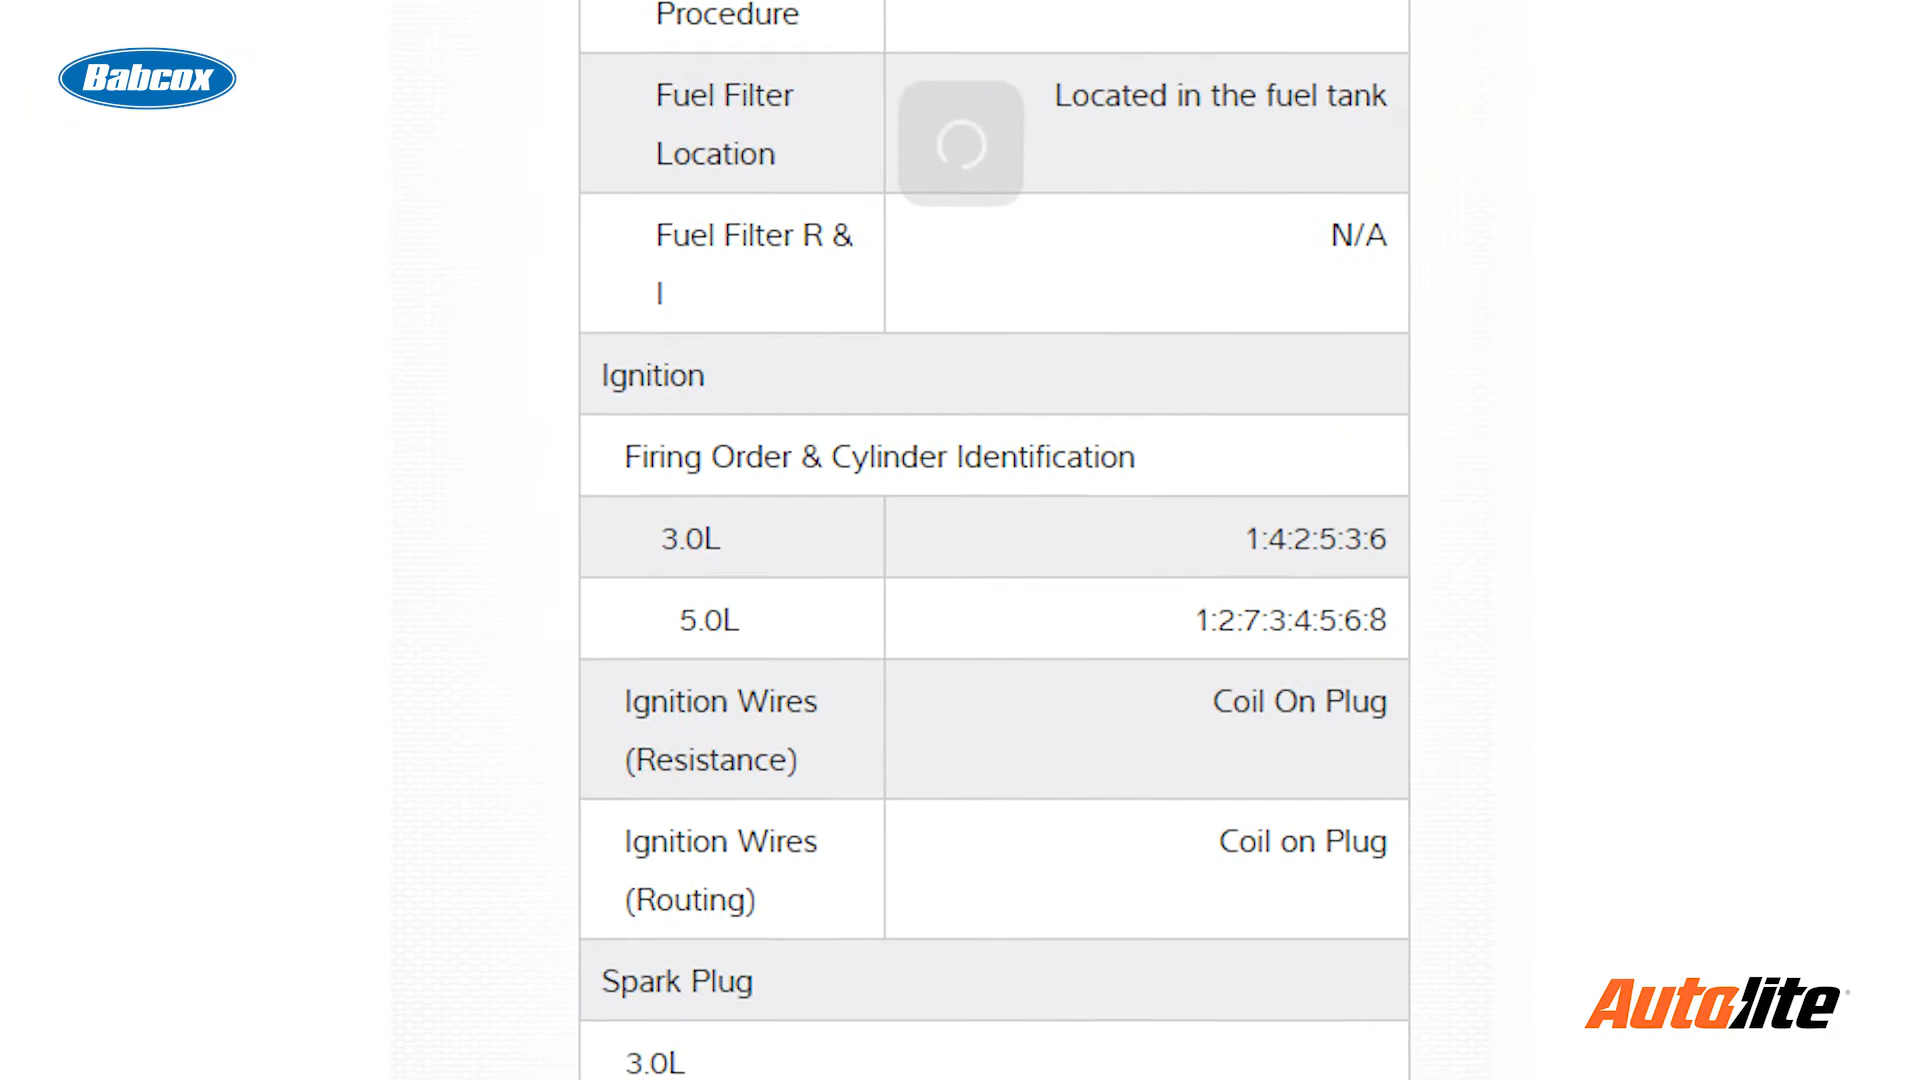 Babcox
Procedure
Fuel Filter
Location
Located in the fuel tank
Fuel Filter R &
I
N/A
Ignition
Firing Order & Cylinder Identification
3.0L 1:4:2:5:3:6
5.0L 1:2:7:3:4:5:6:8
Ignition Wires
(Resistance)
Coil On Plug
Ignition Wires
(Routing)
Coil on Plug
Spark Plug
3.0L
Autolite